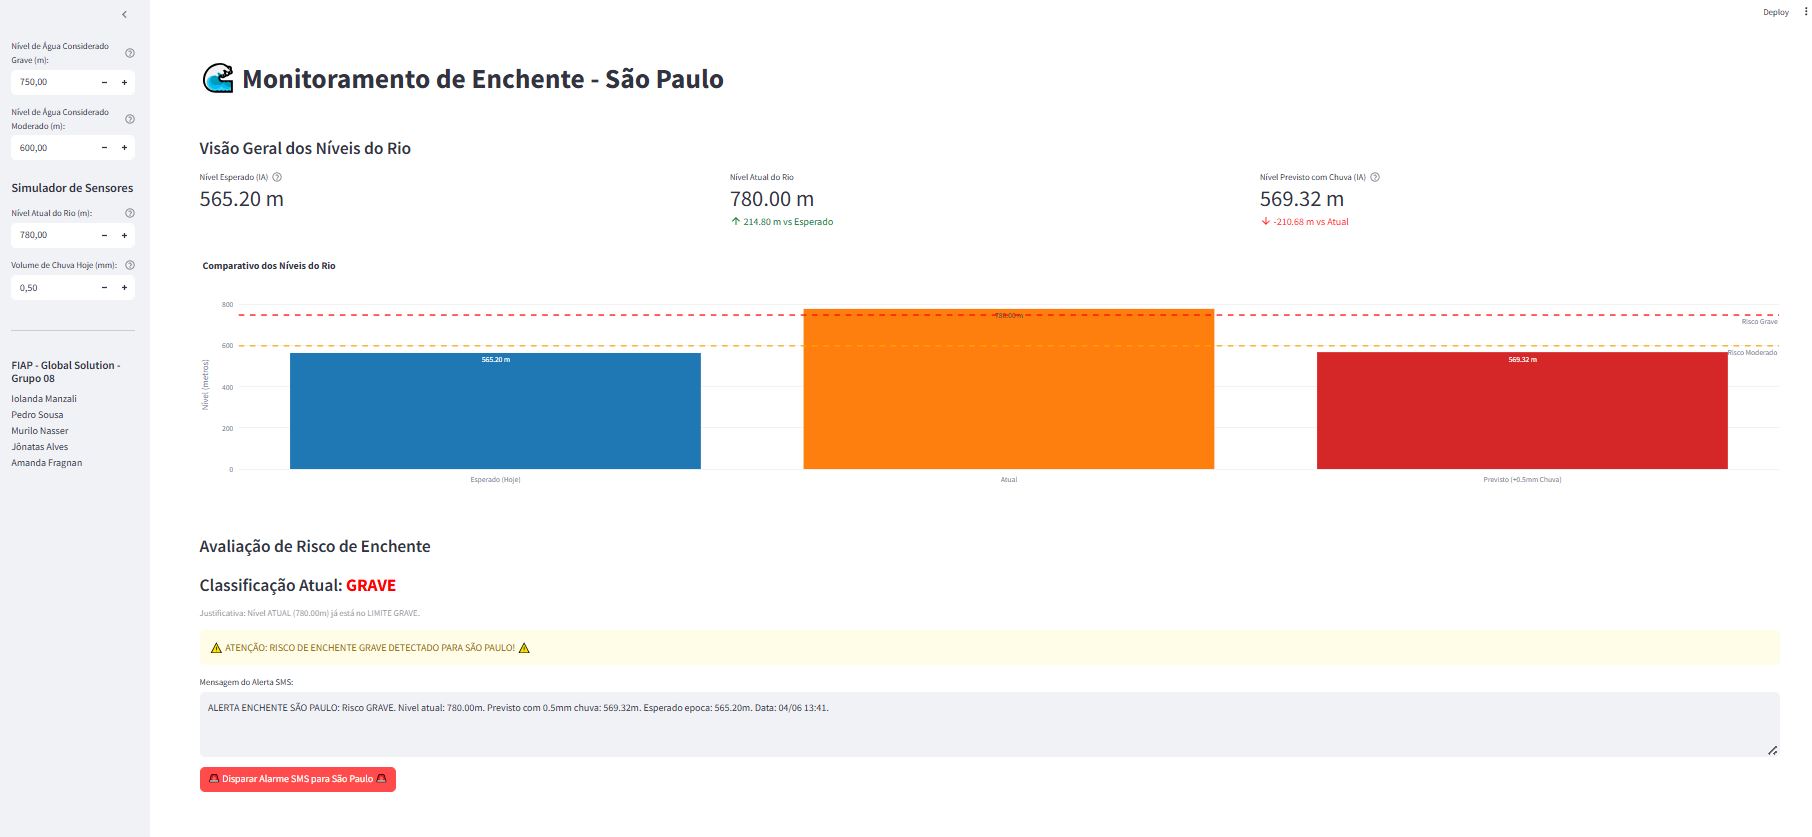 Deploy
Nível de Água Considerado
Grave (m):
750,00
Nível de Água Considerado
Moderado (m):
600,00
Simulador de Sensores
Nível Atual do Rio (m):
780,00
Volume de Chuva Hoje (mm):
0,50
FIAP - Global Solution -
Grupo 08
Iolanda Manzali
Pedro Sousa
Murilo Nasser
Jônatas Alves
Amanda Fragnan
Monitoramento de Enchente - São Paulo
Visão Geral dos Níveis do Rio
Nível Esperado (IA)
565.20 m
Nível Atual do Rio
780.00 m
↑ 214.80 m vs Esperado
Nível Previsto com Chuva (IA)
569.32 m
↓ -210.68 m vs Atual
Comparativo dos Níveis do Rio
Nível (metros)
800
600
400
200
0
565.20 m
780.00 m
569.32 m
Risco Grave
Risco Moderado
Esperado (Hoje)
Atual
Previsto (+0.5mm Chuva)
Avaliação de Risco de Enchente
Classificação Atual: GRAVE
Justificativa: Nível ATUAL (780.00m) já está no LIMITE GRAVE.
⚠️ ATENÇÃO: RISCO DE ENCHENTE GRAVE DETECTADO PARA SÃO PAULO! ⚠️
Mensagem do Alerta SMS:
ALERTA ENCHENTE SÃO PAULO: Risco GRAVE. Nivel atual: 780.00m. Previsto com 0.5mm chuva: 569.32m. Esperado epoca: 565.20m. Data: 04/06 13:41.
🚨 Disparar Alarme SMS para São Paulo 🚨